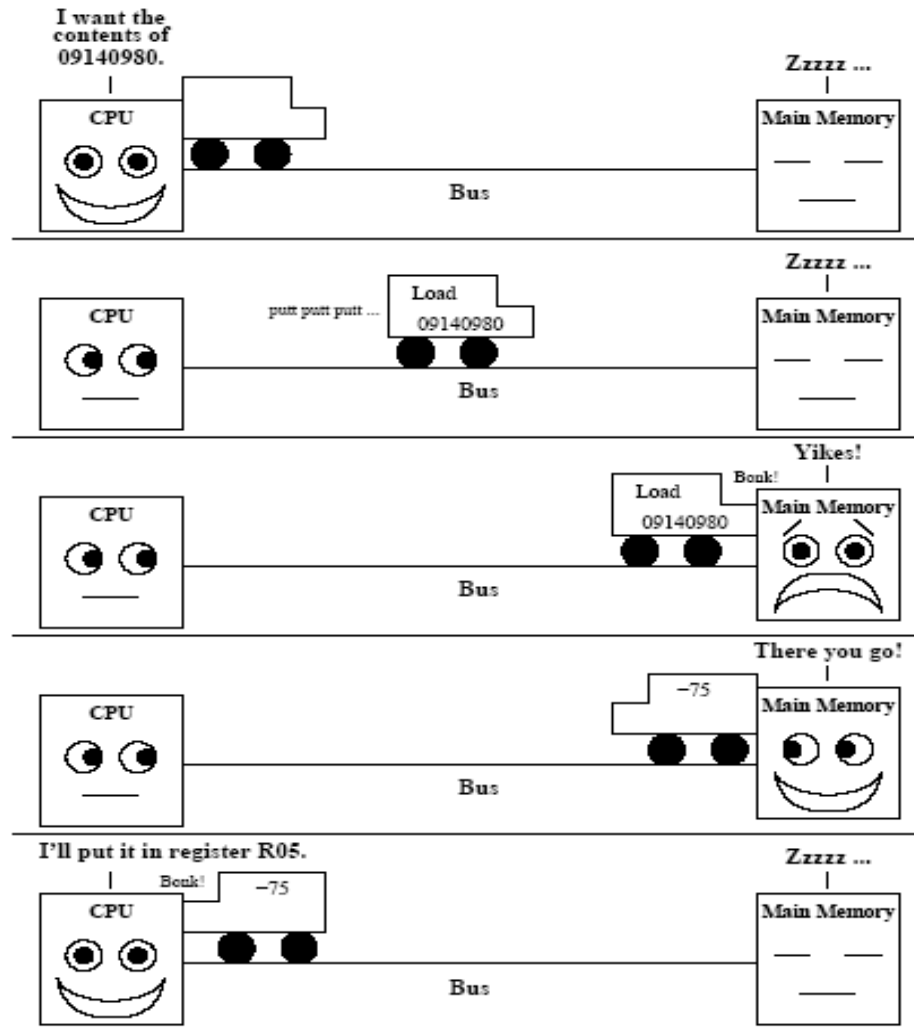 I want the
contents of
09140980.
Zzzzz ...
CPU
Main Memory
Bus
Zzzzz ...
CPU
putt putt putt ...
Load
09140980
Main Memory
Bus
Yikes!
CPU
Load
09140980
Bonk!
Main Memory
Bus
There you go!
CPU
−75
Main Memory
Bus
I'll put it in register R05.
Zzzzz ...
CPU
Bonk!
−75
Main Memory
Bus